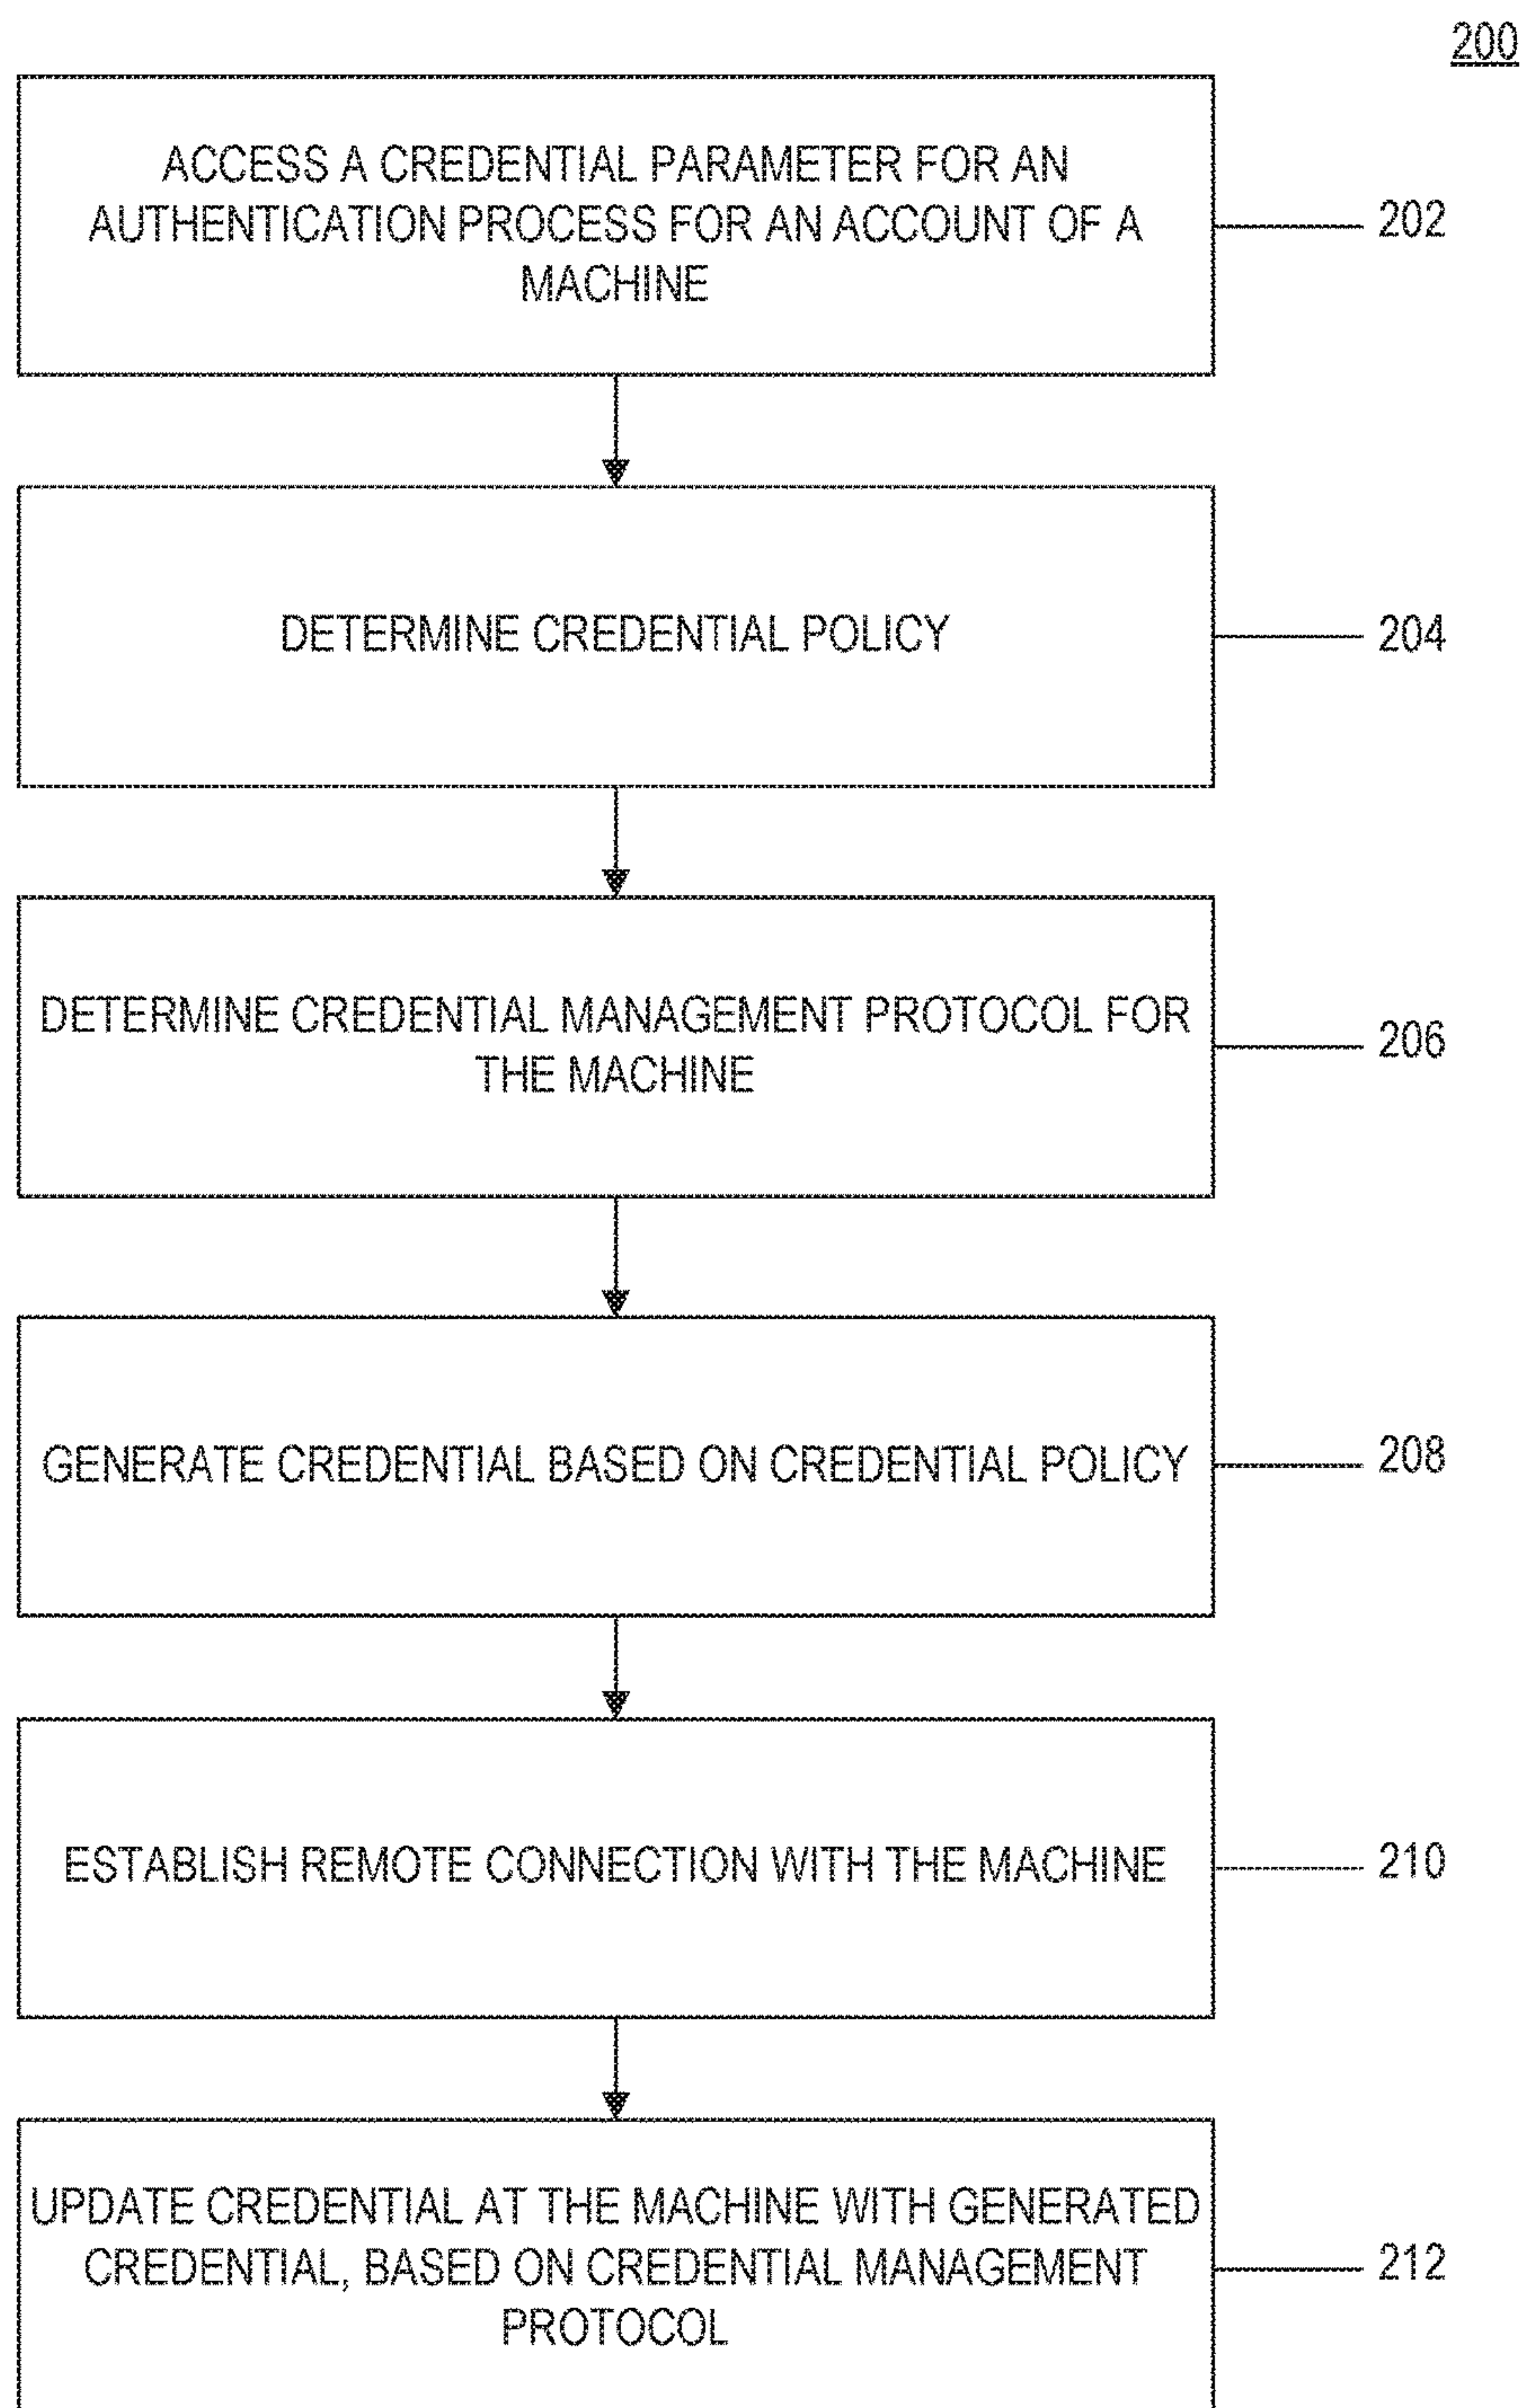 200
ACCESS A CREDENTIAL PARAMETER FOR AN
AUTHENTICATION PROCESS FOR AN ACCOUNT OF A
MACHINE
202
DETERMINE CREDENTIAL POLICY
204
DETERMINE CREDENTIAL MANAGEMENT PROTOCOL FOR
THE MACHINE
206
GENERATE CREDENTIAL BASED ON CREDENTIAL POLICY
208
ESTABLISH REMOTE CONNECTION WITH THE MACHINE
210
UPDATE CREDENTIAL AT THE MACHINE WITH GENERATED
CREDENTIAL, BASED ON CREDENTIAL MANAGEMENT
PROTOCOL
212